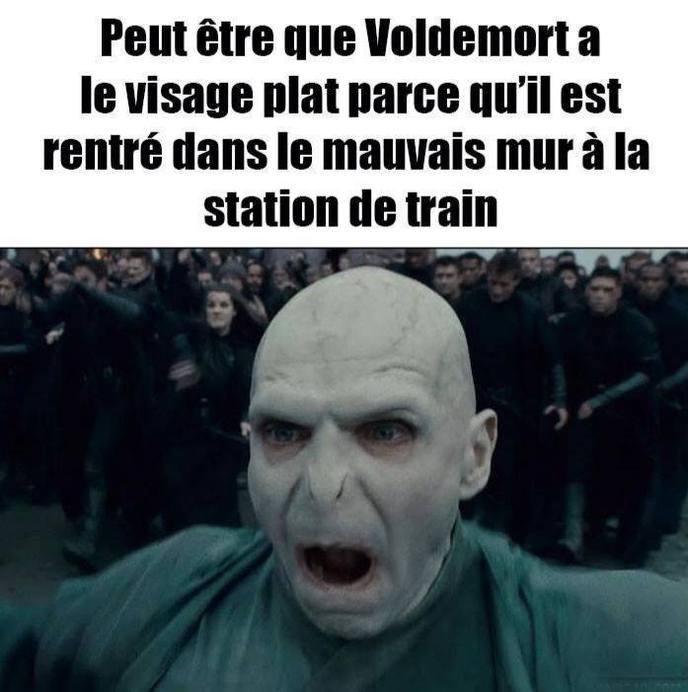 Peut être que Voldemort a
le visage plat parce qu'il est
rentré dans le mauvais mur à la
station de train